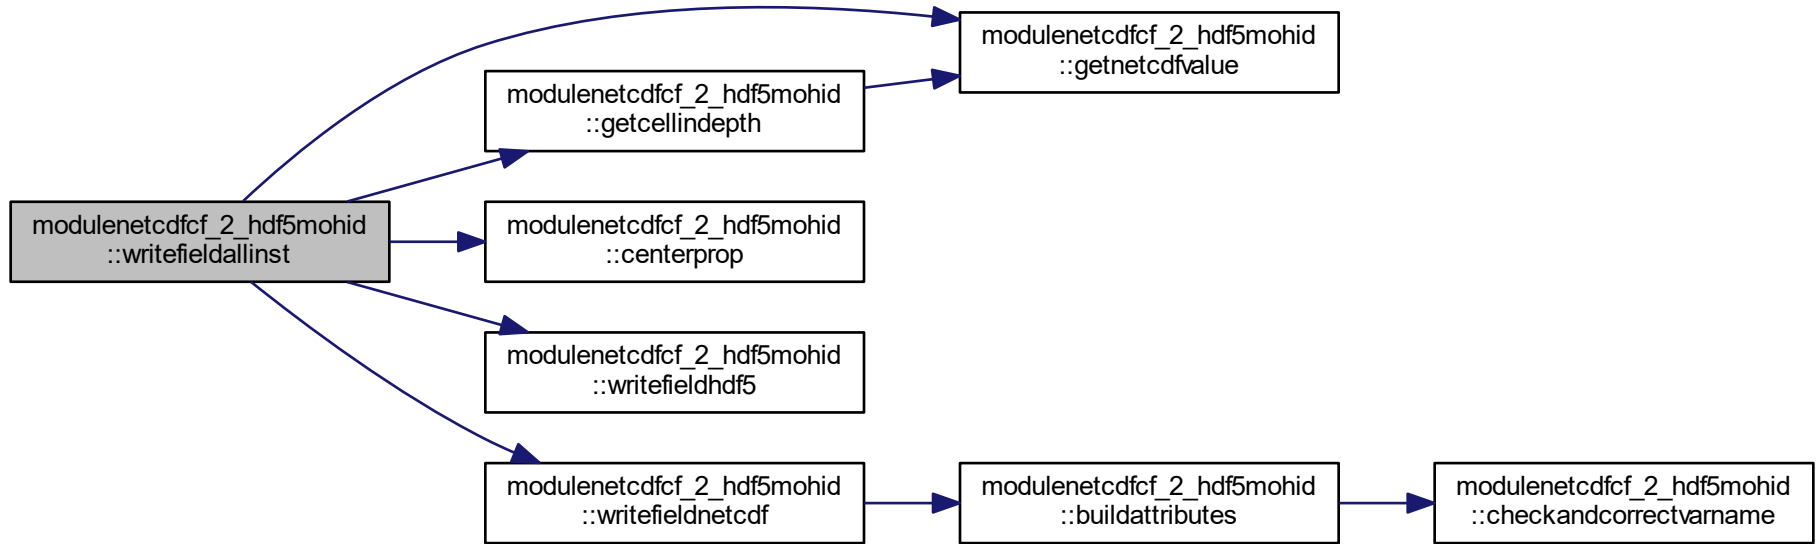 modulenetcdfcf_2_hdf5mohid
::getnetcdfvalue
modulenetcdfcf_2_hdf5mohid
::getcellindepth
modulenetcdfcf_2_hdf5mohid
::writefieldallinst
modulenetcdfcf_2_hdf5mohid
::centerprop
modulenetcdfcf_2_hdf5mohid
::writefieldhdf5
modulenetcdfcf_2_hdf5mohid
::writefieldnetcdf
modulenetcdfcf_2_hdf5mohid
::buildattributes
modulenetcdfcf_2_hdf5mohid
::checkandcorrectvarname